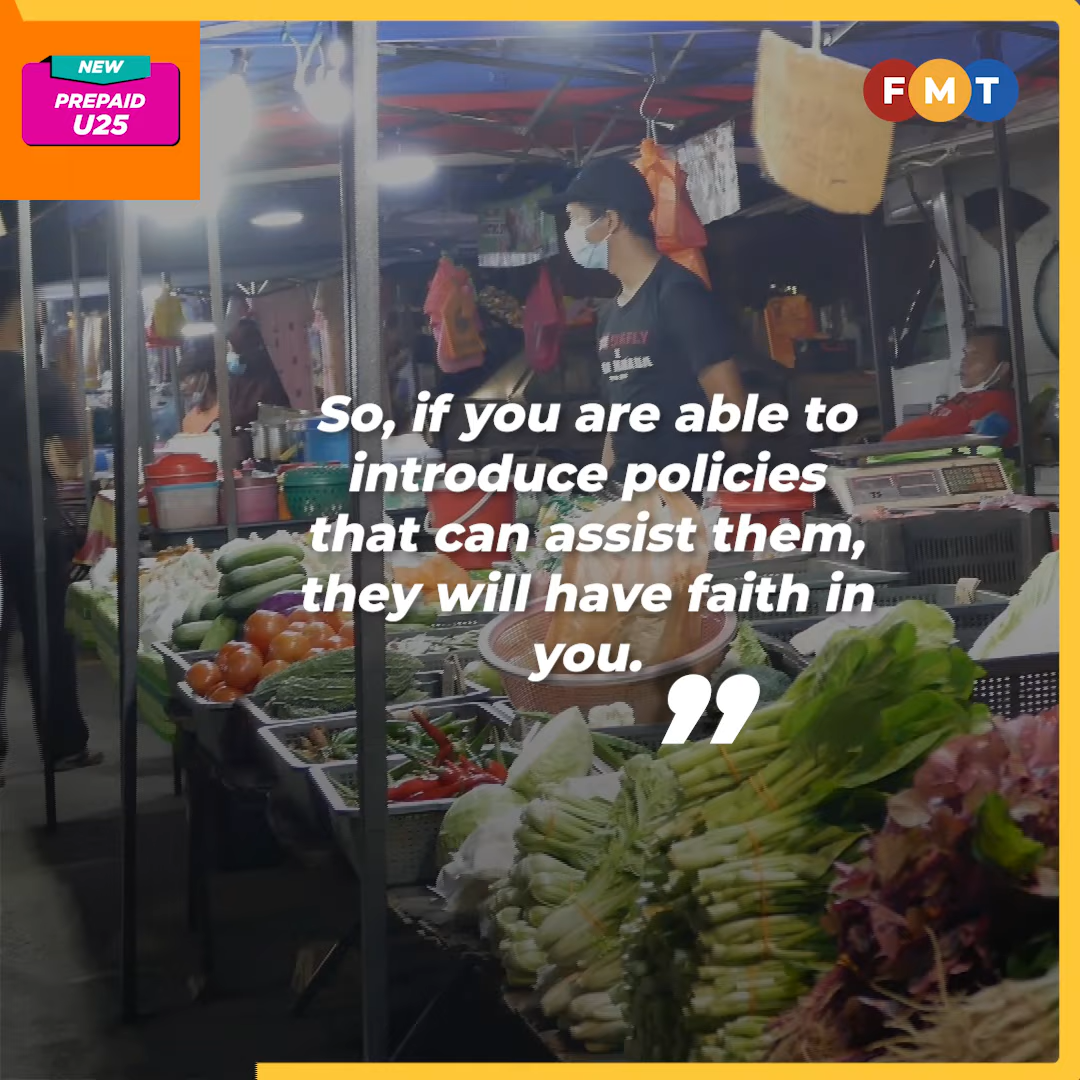 NEW
PREPAID
U25
FMT
So, if you are able to
introduce policies
that can assist them,
they will have faith in
you.
”